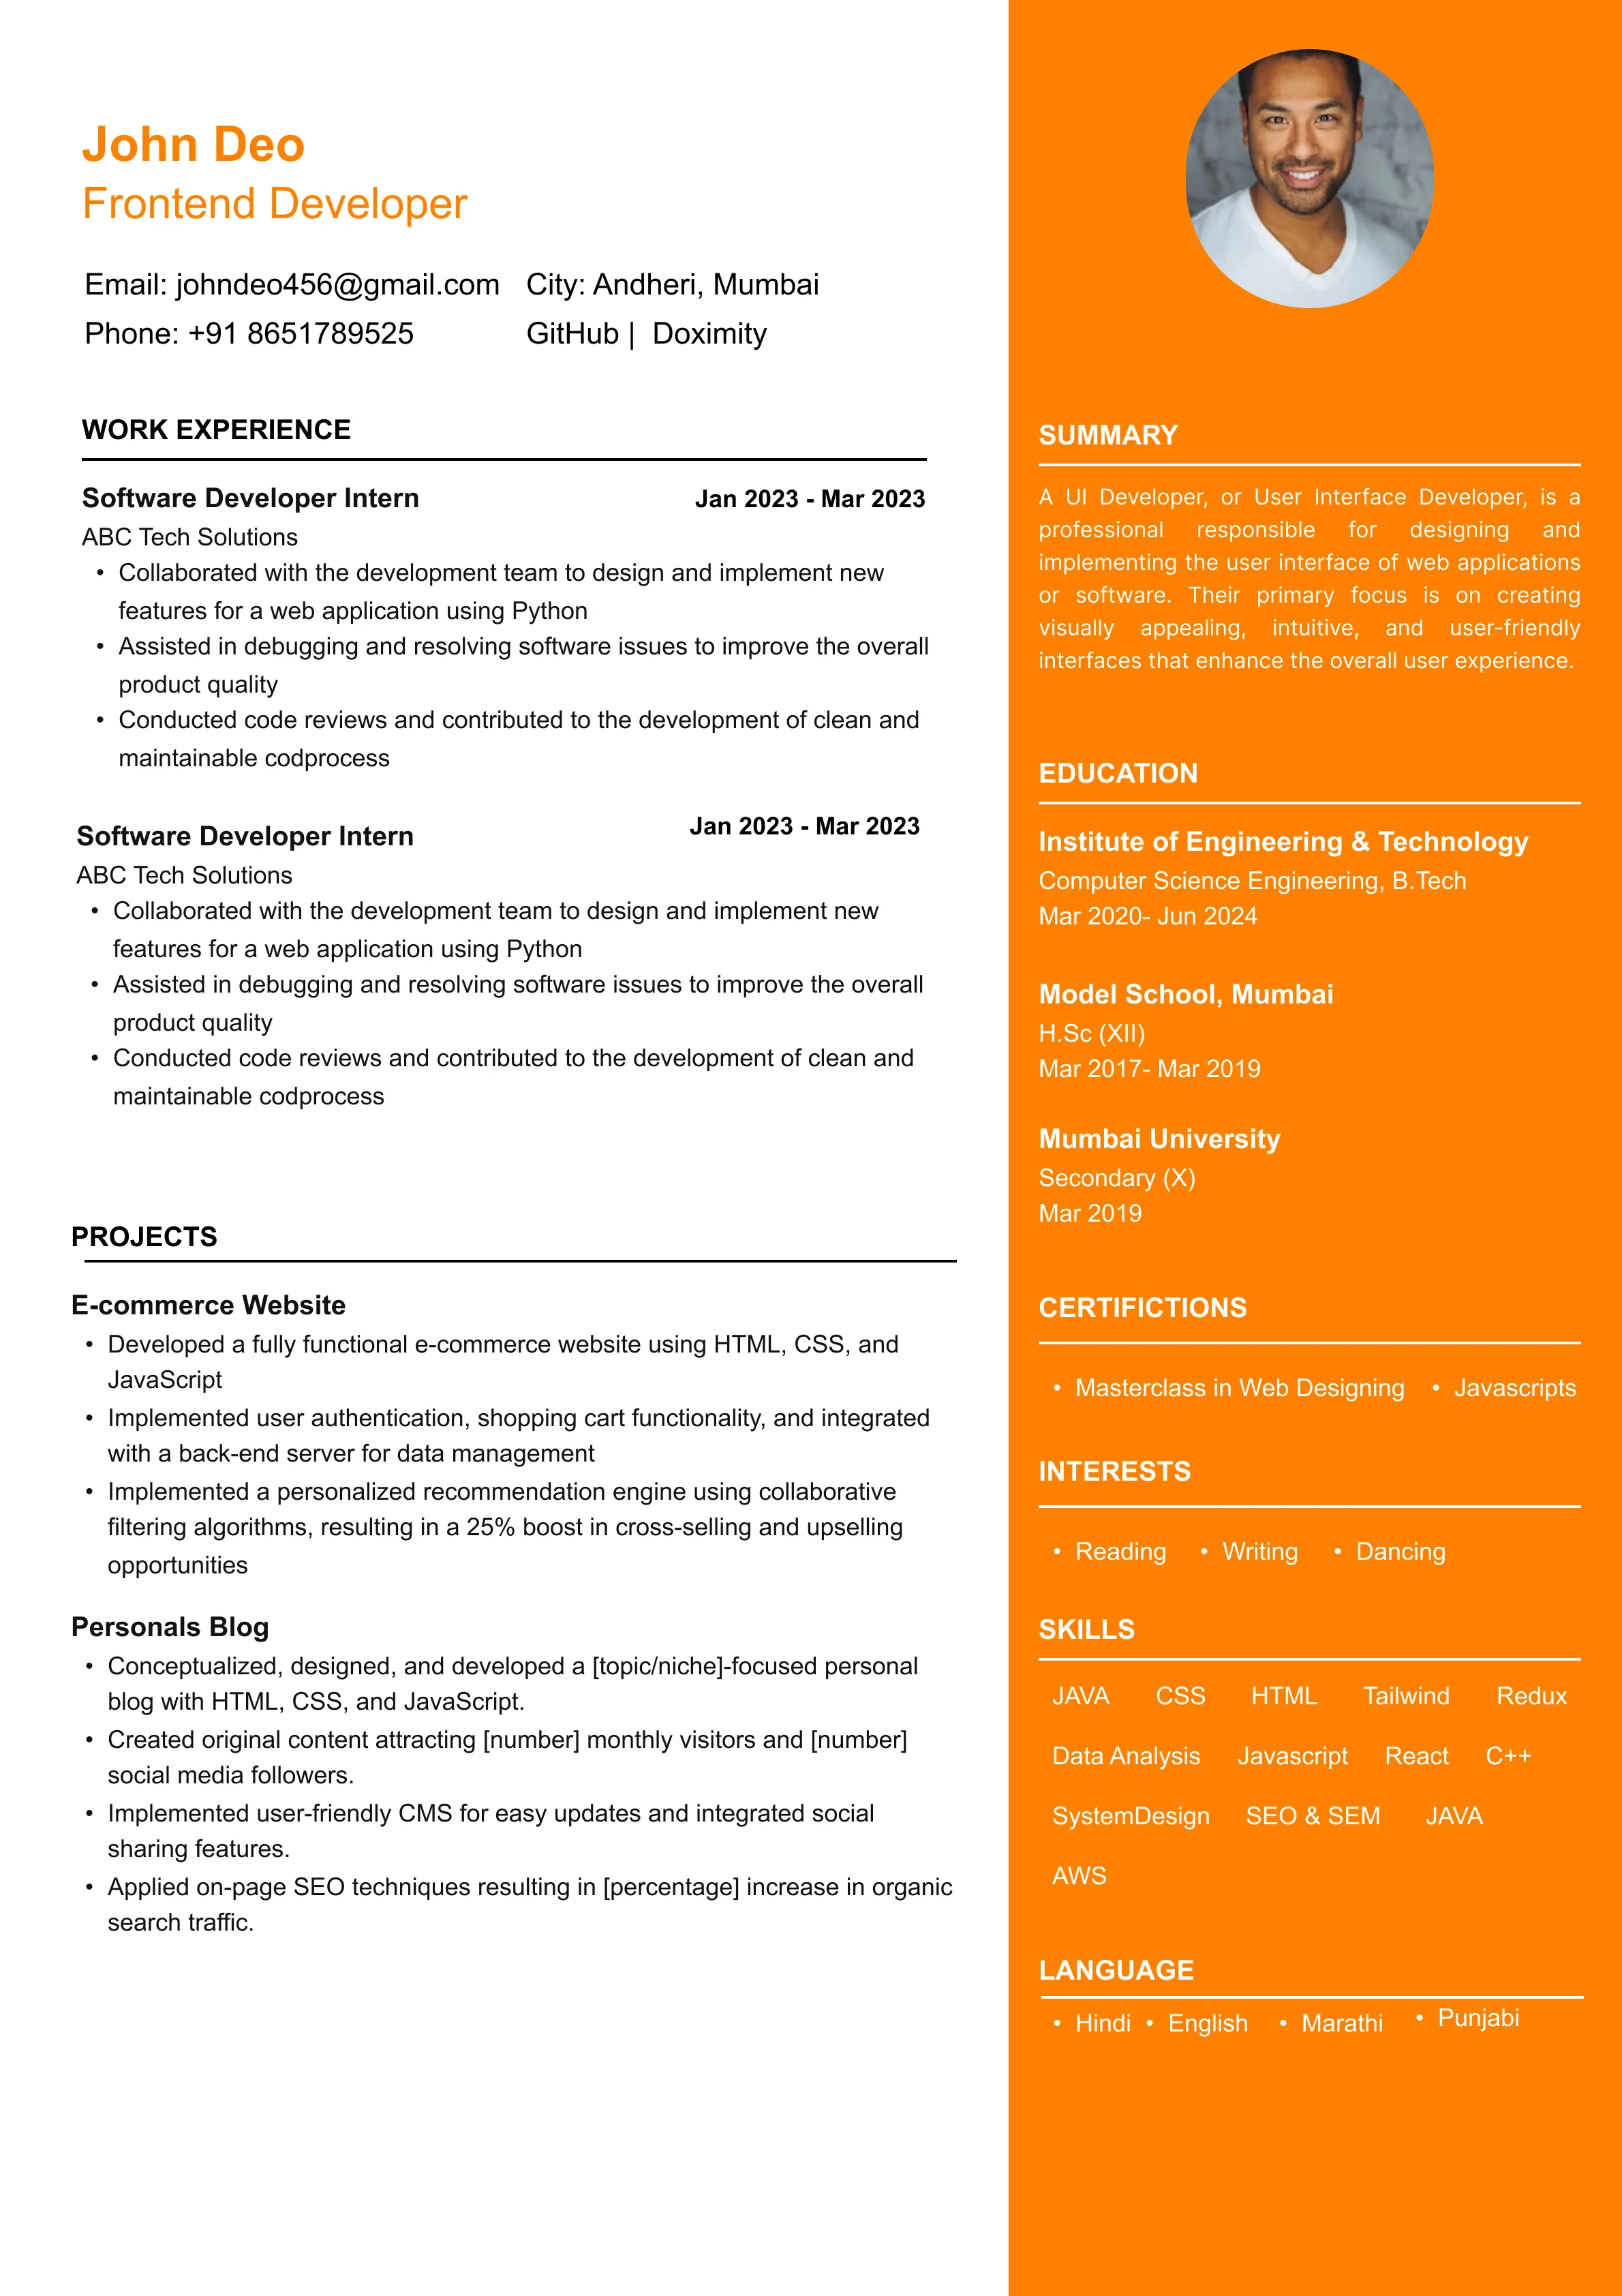 John Deo
Frontend Developer
Email: johndeo456@gmail.com   City: Andheri, Mumbai
Phone: +91 8651789525   GitHub |  Doximity
WORK EXPERIENCE
Software Developer Intern   Jan 2023 - Mar 2023
ABC Tech Solutions
• Collaborated with the development team to design and implement new
features for a web application using Python
• Assisted in debugging and resolving software issues to improve the overall
product quality
• Conducted code reviews and contributed to the development of clean and
maintainable codprocess
Software Developer Intern   Jan 2023 - Mar 2023
ABC Tech Solutions
• Collaborated with the development team to design and implement new
features for a web application using Python
• Assisted in debugging and resolving software issues to improve the overall
product quality
• Conducted code reviews and contributed to the development of clean and
maintainable codprocess
PROJECTS
E-commerce Website
• Developed a fully functional e-commerce website using HTML, CSS, and
JavaScript
• Implemented user authentication, shopping cart functionality, and integrated
with a back-end server for data management
• Implemented a personalized recommendation engine using collaborative
filtering algorithms, resulting in a 25% boost in cross-selling and upselling
opportunities
Personals Blog
• Conceptualized, designed, and developed a [topic/niche]-focused personal
blog with HTML, CSS, and JavaScript.
• Created original content attracting [number] monthly visitors and [number]
social media followers.
• Implemented user-friendly CMS for easy updates and integrated social
sharing features.
• Applied on-page SEO techniques resulting in [percentage] increase in organic
search traffic.
SUMMARY
A UI Developer, or User Interface Developer, is a
professional responsible for designing and
implementing the user interface of web applications
or software. Their primary focus is on creating
visually appealing, intuitive, and user-friendly
interfaces that enhance the overall user experience.
EDUCATION
Institute of Engineering & Technology
Computer Science Engineering, B.Tech
Mar 2020- Jun 2024
Model School, Mumbai
H.Sc (XII)
Mar 2017- Mar 2019
Mumbai University
Secondary (X)
Mar 2019
CERTIFICTIONS
• Masterclass in Web Designing   • Javascripts
INTERESTS
• Reading   • Writing   • Dancing
SKILLS
JAVA   CSS   HTML   Tailwind   Redux
Data Analysis   Javascript   React   C++
SystemDesign   SEO & SEM   JAVA
AWS
LANGUAGE
• Hindi   • English   • Marathi   • Punjabi